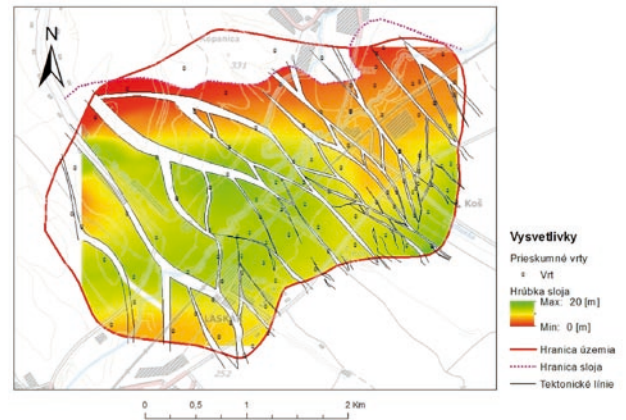 N
Kopanica
331
Koš
LASKÁR
252
Vysvetlivky
Prieskumné vrty
Vrt
Hrúbka sloja
Max: 20 [m]
Min: 0 [m]
Hranica územia
Hranica sloja
Tektonické línie
0 0,5 1 2 Km